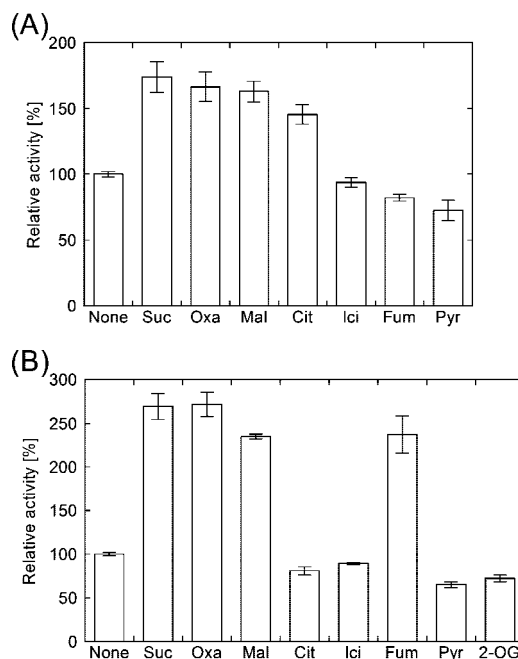 (A)
Relative activity [%]
200
150
100
50
0
None Suc Oxa Mal Cit Ici Fum Pyr
(B)
Relative activity [%]
300
250
200
150
100
50
0
None Suc Oxa Mal Cit Ici Fum Pyr 2-OG